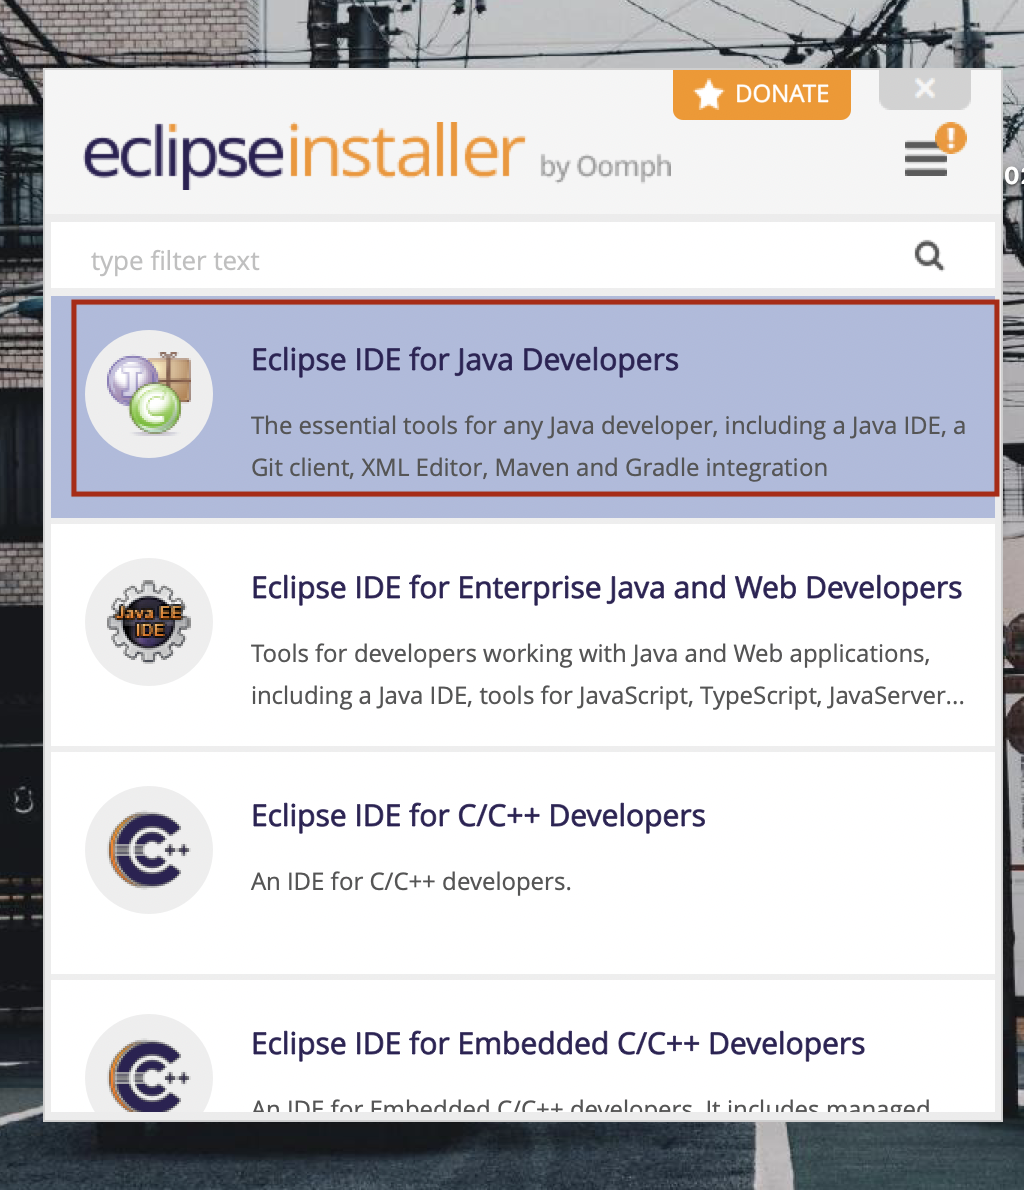 DONATE
eclipseinstaller by Oomph
type filter text
Eclipse IDE for Java Developers
The essential tools for any Java developer, including a Java IDE, a
Git client, XML Editor, Maven and Gradle integration
Java EE
IDE
Eclipse IDE for Enterprise Java and Web Developers
Tools for developers working with Java and Web applications,
including a Java IDE, tools for JavaScript, TypeScript, JavaServer...
C++
Eclipse IDE for C/C++ Developers
An IDE for C/C++ developers.
C++
Eclipse IDE for Embedded C/C++ Developers
An IDE for Embedded C/C++ developers. It includes managed